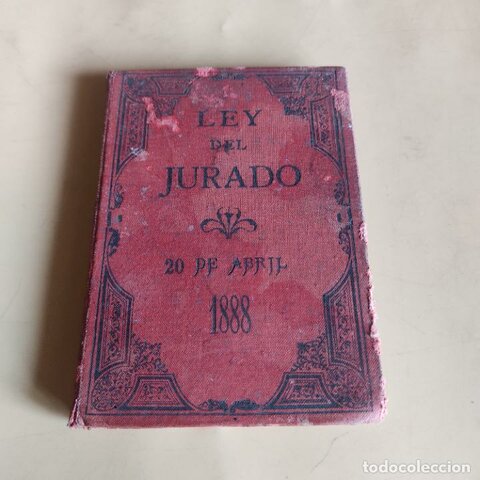 LEY
DEL
JURADO
20 DE ABRIL
1888
todocoleccion